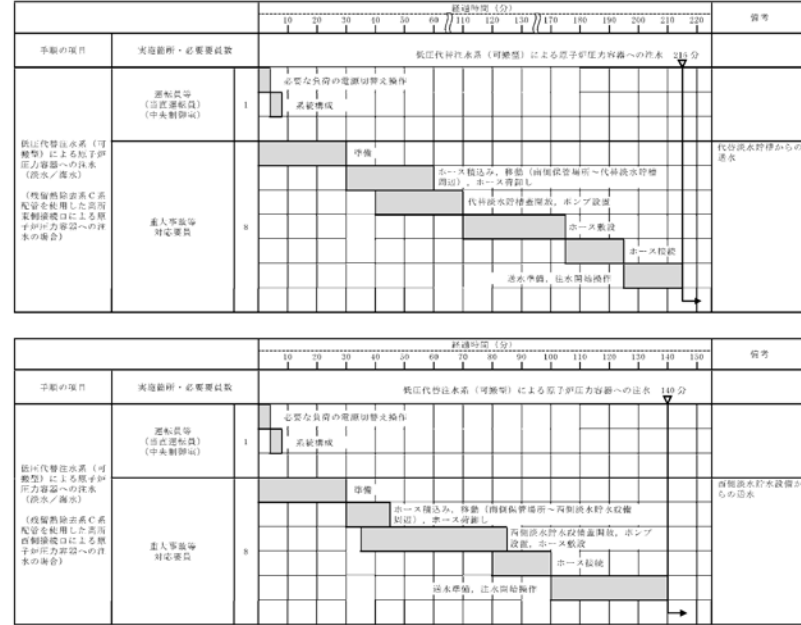 経過時間（分）
10 20 30 40 50 60 110 120 130 170 180 190 200 210 220
備考
手順の項目
実施箇所・必要要員数
低圧代替注水系（可搬型）による原子炉圧力容器への注水 215 分
必要な負荷の電源切替え操作
運転員等
（当直運転員）
（中央制御室）
1
系統構成
低圧代替注水系（可
搬型）による原子炉
圧力容器への注水
（淡水／海水）
（残留熱除去系Ｃ系
配管を使用した高所
東側接続口による原
子炉圧力容器への注
水の場合）
重大事故等
対応要員
8
準備
ホース積込み，移動（南側保管場所～代替淡水貯槽
周辺），ホース荷卸し
代替淡水貯槽蓋開放，ポンプ設置
ホース敷設
ホース接続
送水準備，注水開始操作
代替淡水貯槽からの
送水
経過時間（分）
10 20 30 40 50 60 70 80 90 100 110 120 130 140 150
備考
手順の項目
実施箇所・必要要員数
低圧代替注水系（可搬型）による原子炉圧力容器への注水 140 分
必要な負荷の電源切替え操作
運転員等
（当直運転員）
（中央制御室）
1
系統構成
低圧代替注水系（可
搬型）による原子炉
圧力容器への注水
（淡水／海水）
（残留熱除去系Ｃ系
配管を使用した高所
西側接続口による原
子炉圧力容器への注
水の場合）
重大事故等
対応要員
8
準備
ホース積込み，移動（南側保管場所～西側淡水貯水設備
周辺），ホース荷卸し
西側淡水貯水設備蓋開放，ポンプ
設置，ホース敷設
ホース接続
送水準備，注水開始操作
西側淡水貯水設備か
らの送水